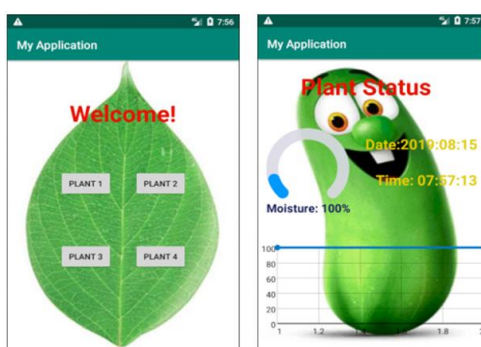 7:56
My Application
Welcome!
PLANT 1
PLANT 2
PLANT 3
PLANT 4
7:57
My Application
Plant Status
Date:2019:08:15
Time: 07:57:13
Moisture: 100%
100
80
60
40
20
0
1 1.2 1.8